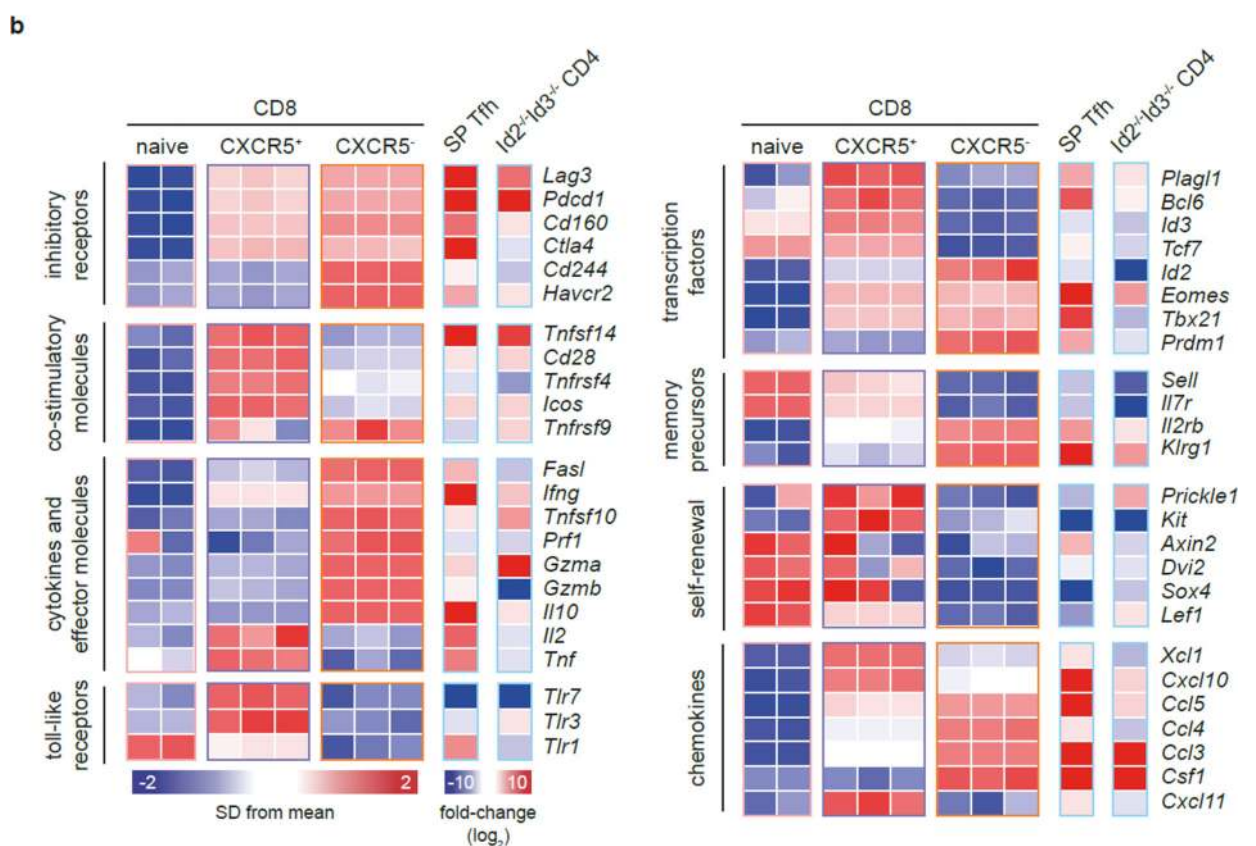 b
CD8
naive
CXCR5⁺
CXCR5⁻
SP Tfh
Id2⁻/⁻Id3⁻/⁻ CD4
inhibitory
receptors
Lag3
Pdcd1
Cd160
Ctla4
Cd244
Havcr2
co-stimulatory
molecules
Tnfsf14
Cd28
Tnfrsf4
Icos
Tnfrsf9
cytokines and
effector molecules
Fasl
Ifng
Tnfsf10
Prf1
Gzma
Gzmb
Il10
Il2
Tnf
toll-like
receptors
Tlr7
Tlr3
Tlr1
-2
2
SD from mean
-10
10
fold-change
(log₂)
CD8
naive
CXCR5⁺
CXCR5⁻
SP Tfh
Id2⁻/⁻Id3⁻/⁻ CD4
transcription
factors
Plagl1
Bcl6
Id3
Tcf7
Id2
Eomes
Tbx21
Prdm1
memory
precursors
Sell
Il7r
Il2rb
Klrg1
self-renewal
Prickle1
Kit
Axin2
Dvi2
Sox4
Lef1
chemokines
Xcl1
Cxcl10
Ccl5
Ccl4
Ccl3
Csf1
Cxcl11